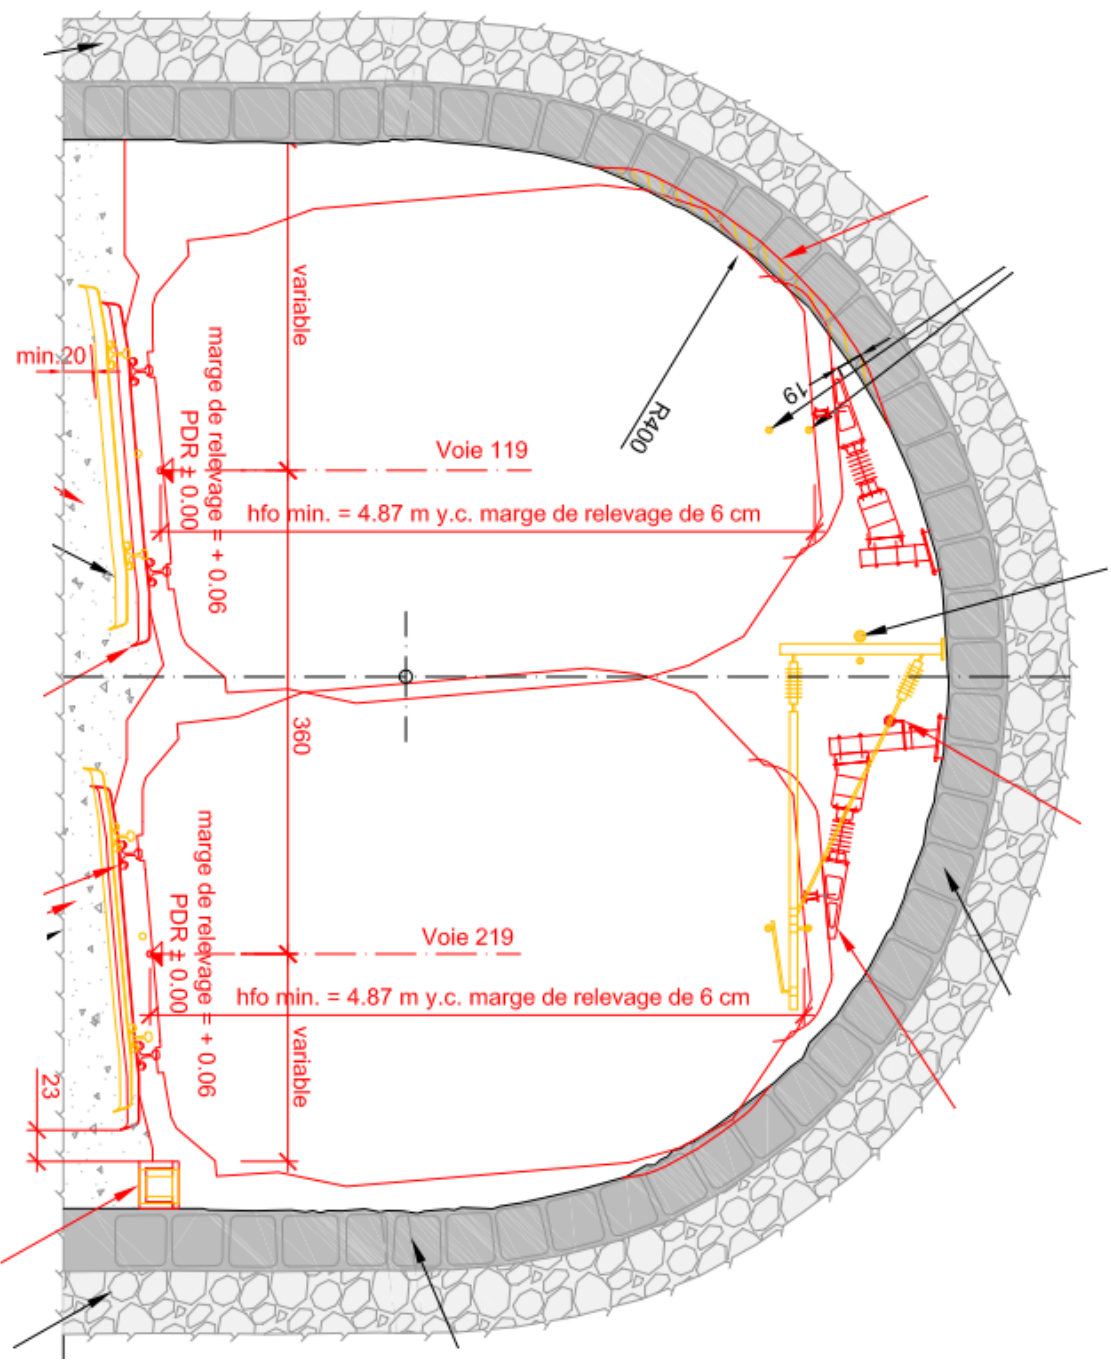 variable
min. 20
marge de relevage = + 0.06
PDR ± 0.00
19
R400
Voie 119
hfo min. = 4.87 m y.c. marge de relevage de 6 cm
360
marge de relevage = + 0.06
PDR ± 0.00
Voie 219
hfo min. = 4.87 m y.c. marge de relevage de 6 cm
variable
23